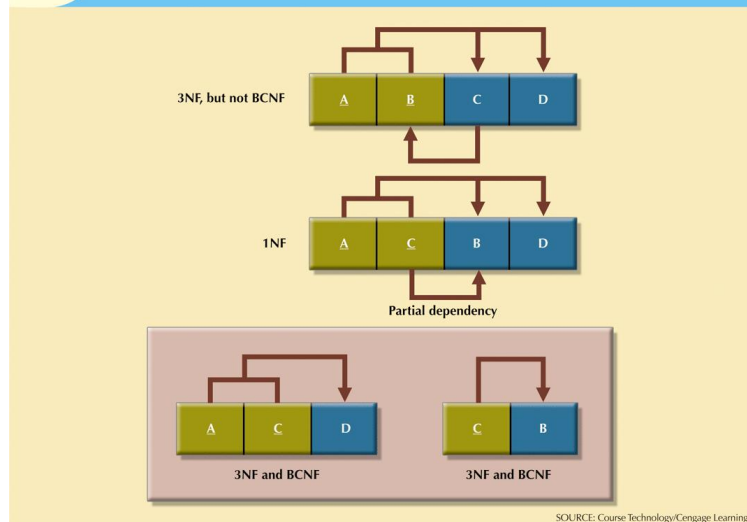 3NF, but not BCNF
A B C D
1NF
A C B D
Partial dependency
A C D
C B
3NF and BCNF
3NF and BCNF
SOURCE: Course Technology/Cengage Learning